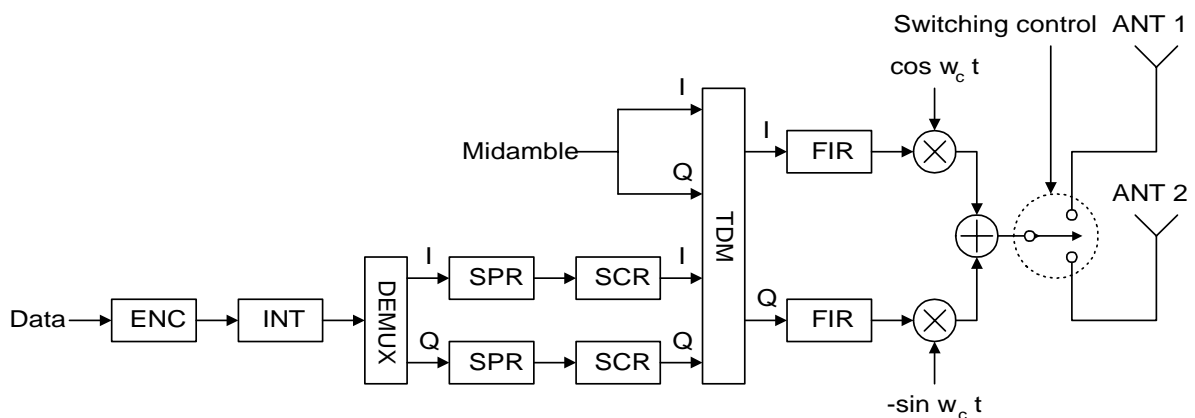 Switching control ANT 1
cos w_c t
I
I
Midamble
FIR
Q
ANT 2
TDM
I
I
SPR
SCR
DEMUX
Q
Data
ENC
INT
FIR
Q
Q
SPR
SCR
-sin w_c t